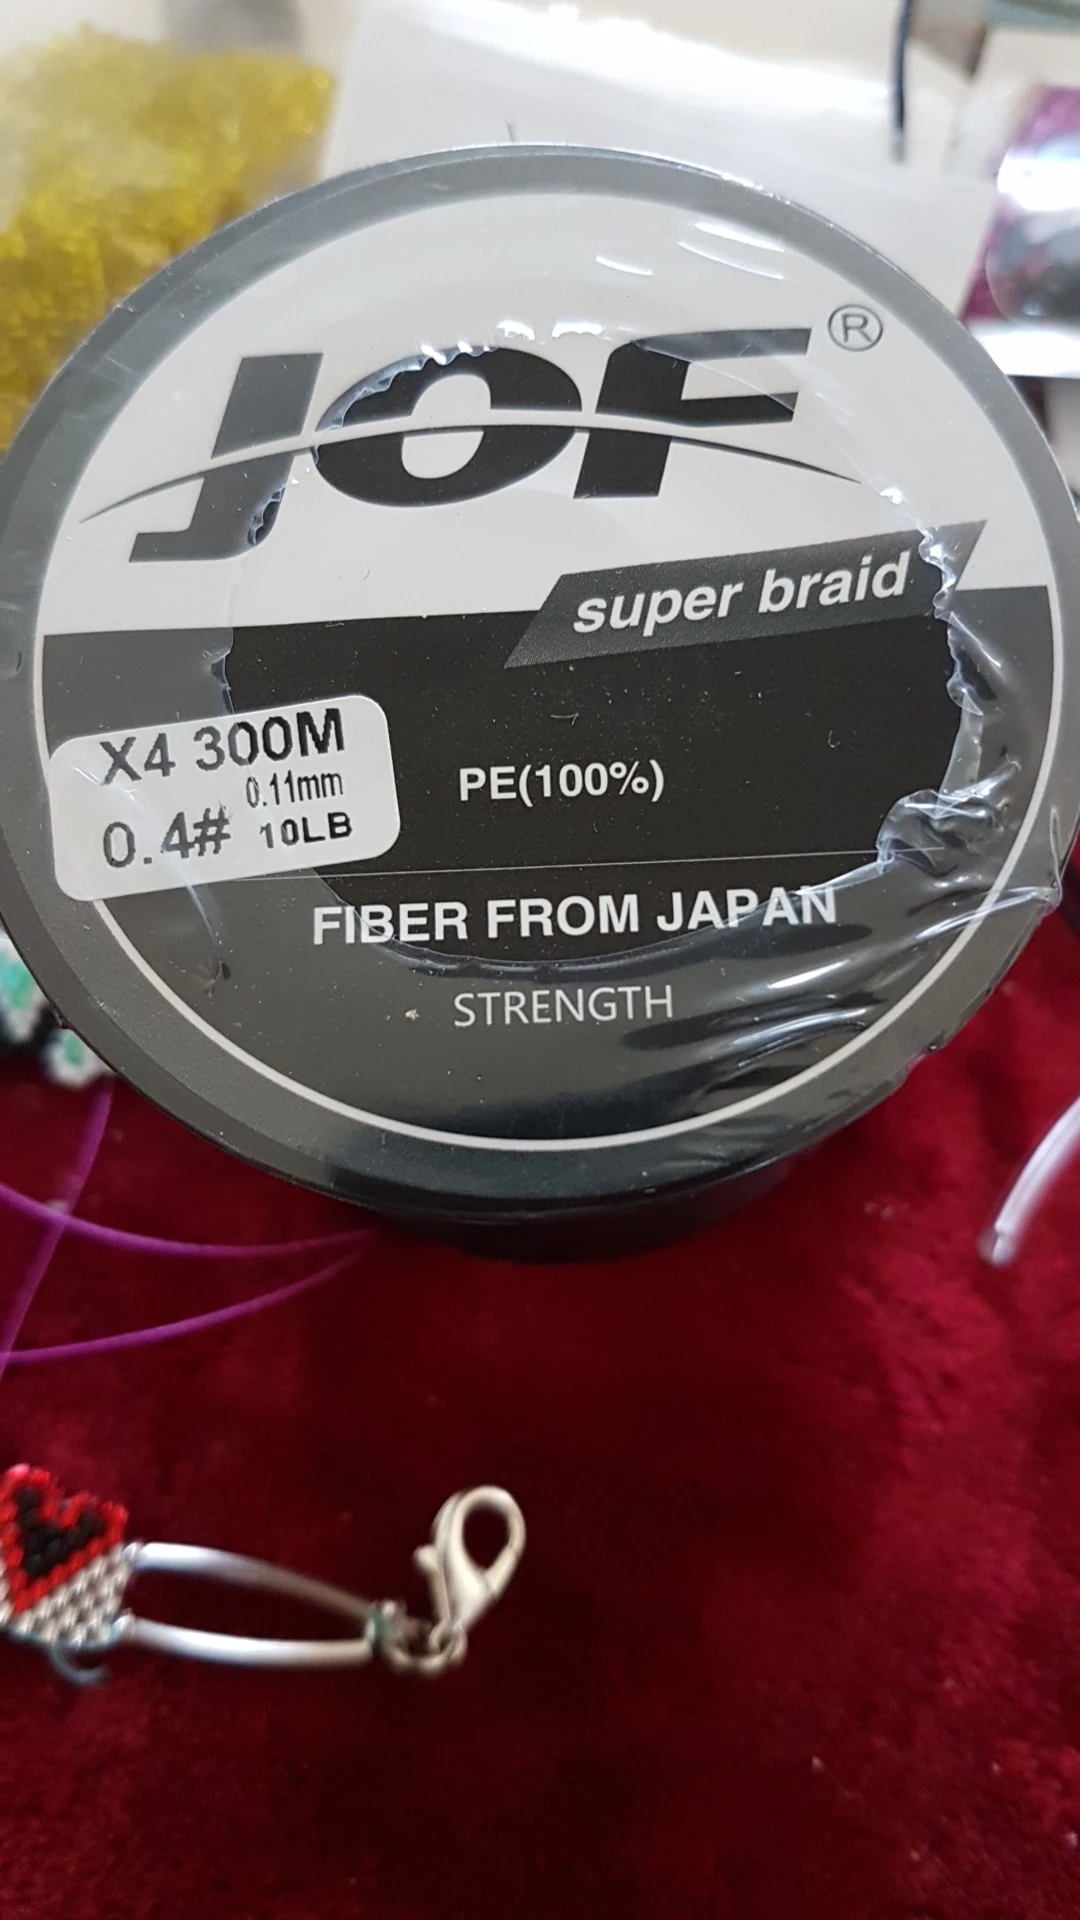 JOF®
super braid
X4 300M
0.11mm
0.4# 10LB
PE(100%)
FIBER FROM JAPAN
STRENGTH